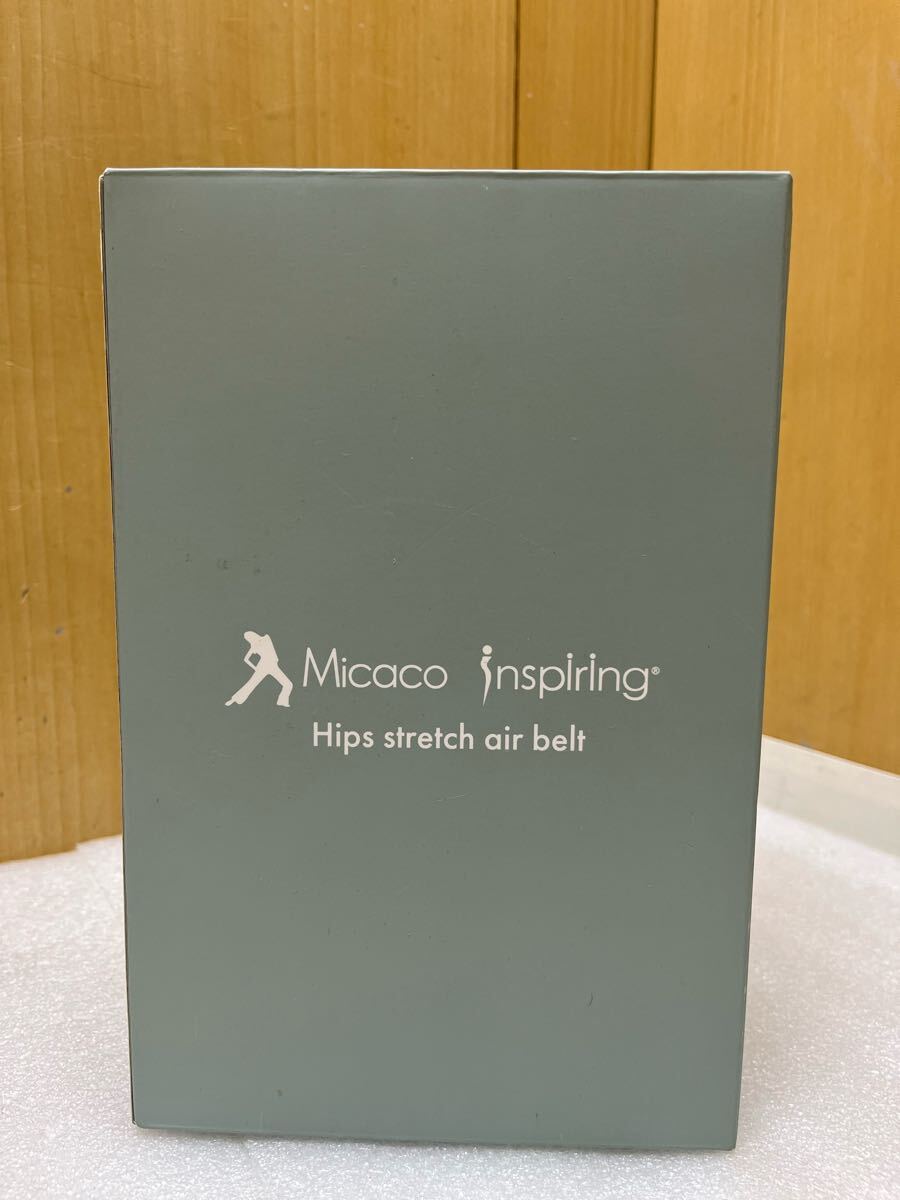 Micaco inspiring®
Hips stretch air belt